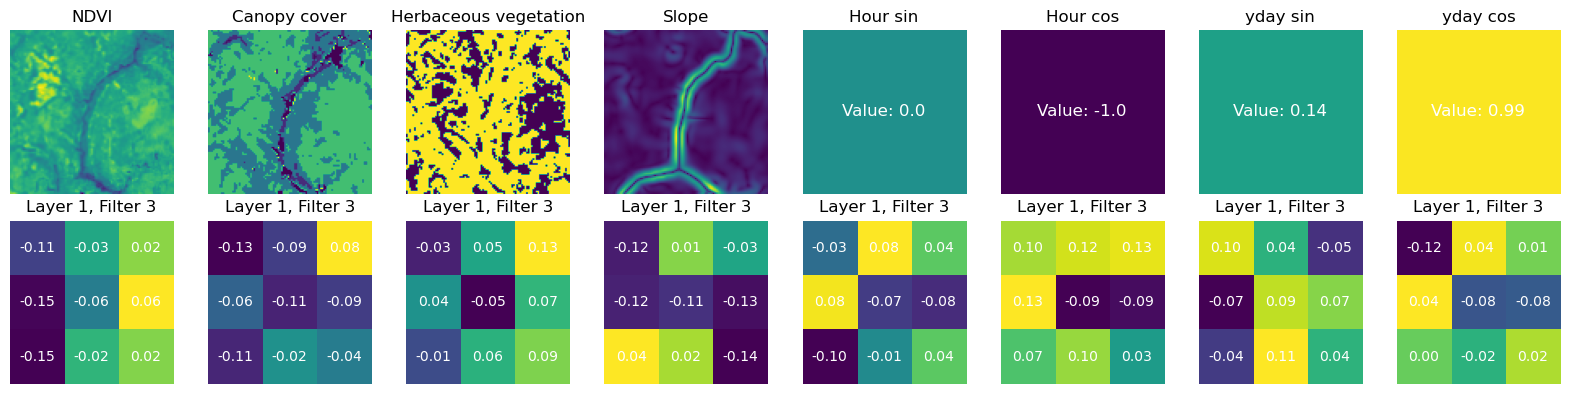 NDVI Canopy cover Herbaceous vegetation Slope Hour sin Hour cos yday sin yday cos
Value: 0.0 Value: -1.0 Value: 0.14 Value: 0.99
Layer 1, Filter 3 Layer 1, Filter 3 Layer 1, Filter 3 Layer 1, Filter 3 Layer 1, Filter 3 Layer 1, Filter 3 Layer 1, Filter 3 Layer 1, Filter 3
-0.11 -0.03 0.02 -0.13 -0.09 0.08 -0.03 0.05 0.13 -0.12 0.01 -0.03 -0.03 0.08 0.04 0.10 0.12 0.13 0.10 0.04 -0.05 -0.12 0.04 0.01
-0.15 -0.06 0.06 -0.06 -0.11 -0.09 0.04 -0.05 0.07 -0.12 -0.11 -0.13 0.08 -0.07 -0.08 0.13 -0.09 -0.09 -0.07 0.09 0.07 0.04 -0.08 -0.08
-0.15 -0.02 0.02 -0.11 -0.02 -0.04 -0.01 0.06 0.09 0.04 0.02 -0.14 -0.10 -0.01 0.04 0.07 0.10 0.03 -0.04 0.11 0.04 0.00 -0.02 0.02